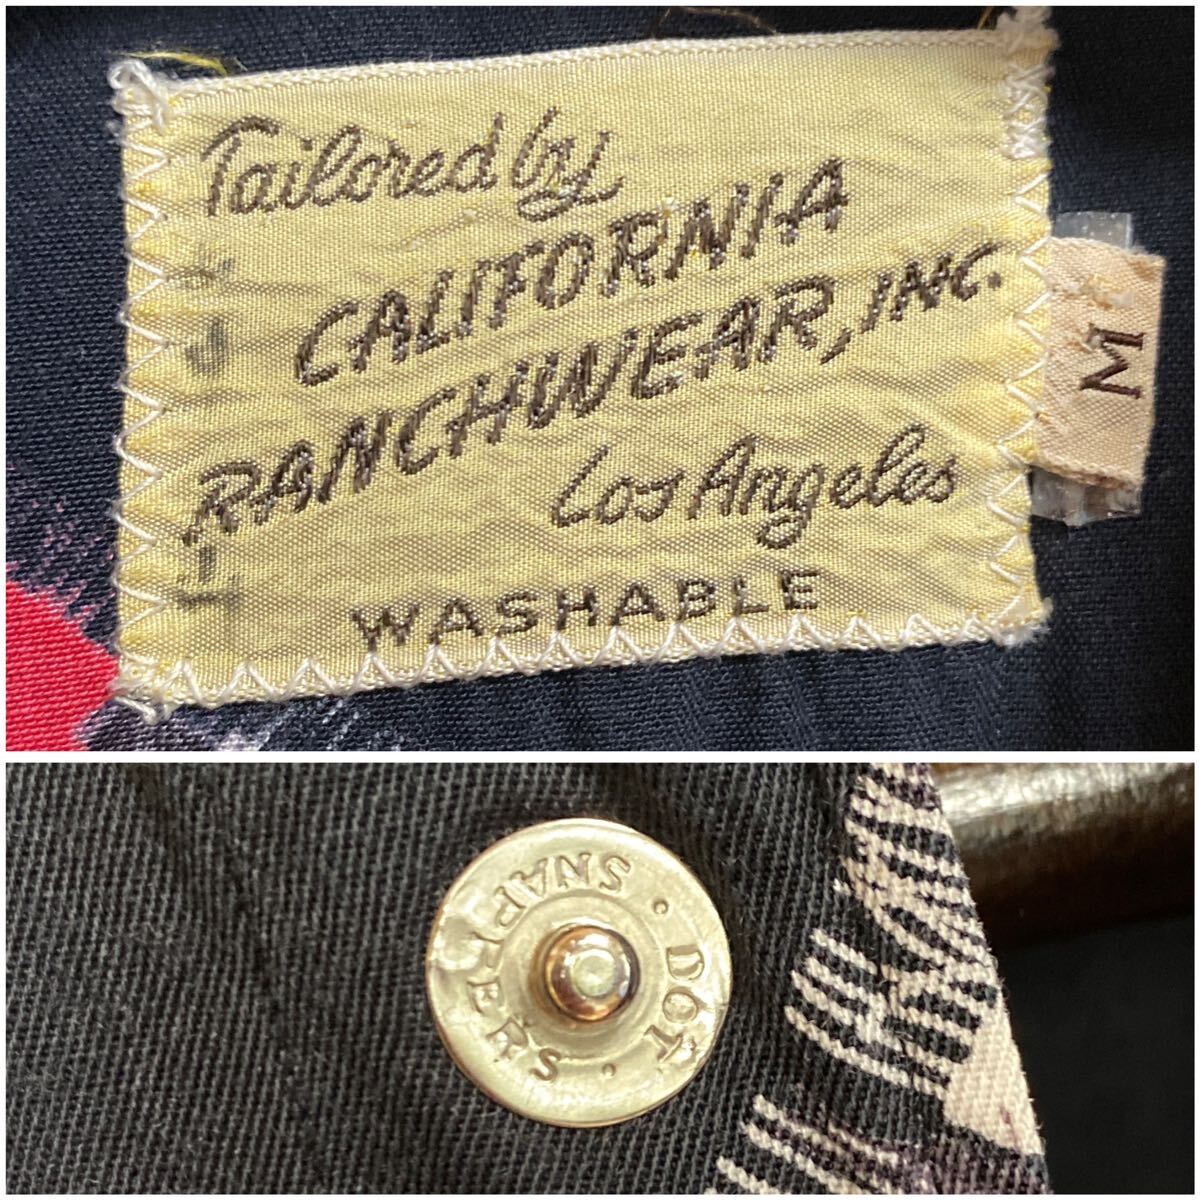 Tailored by
CALIFORNIA
RANCHWEAR, INC.
Los Angeles
WASHABLE
M
DOT
SNAPPERS